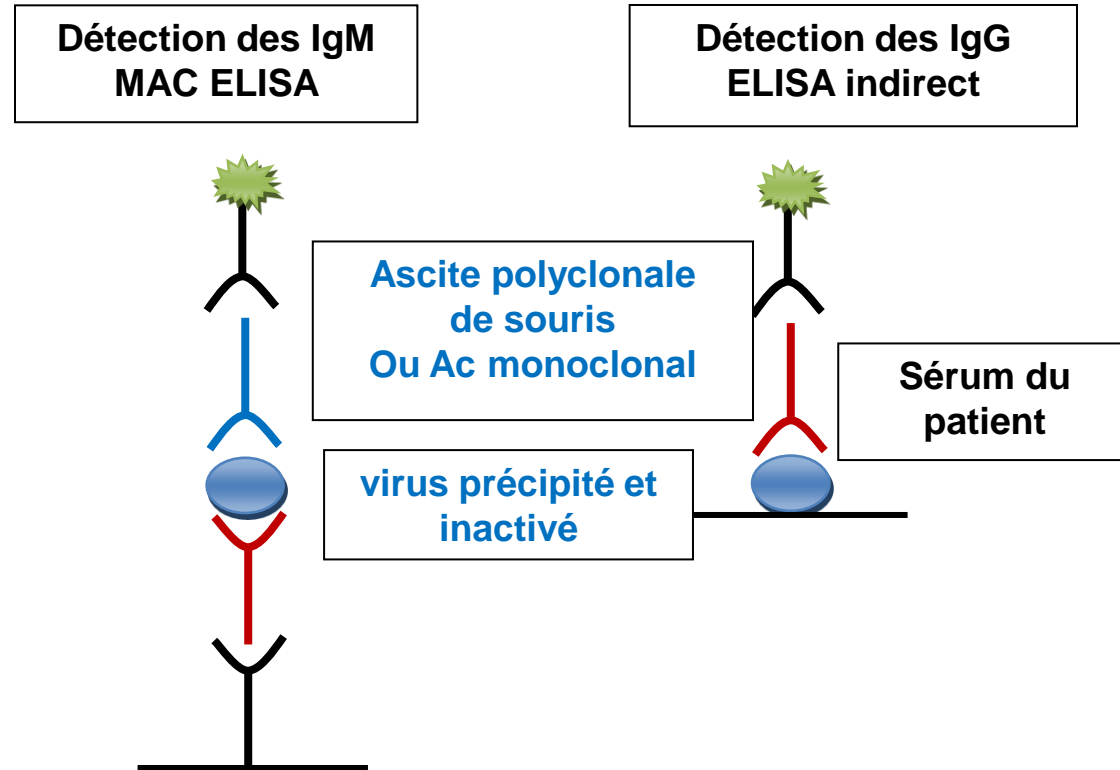 Détection des IgM
MAC ELISA
Détection des IgG
ELISA indirect
Ascite polyclonale
de souris
Ou Ac monoclonal
Sérum du
patient
virus précipité et
inactivé